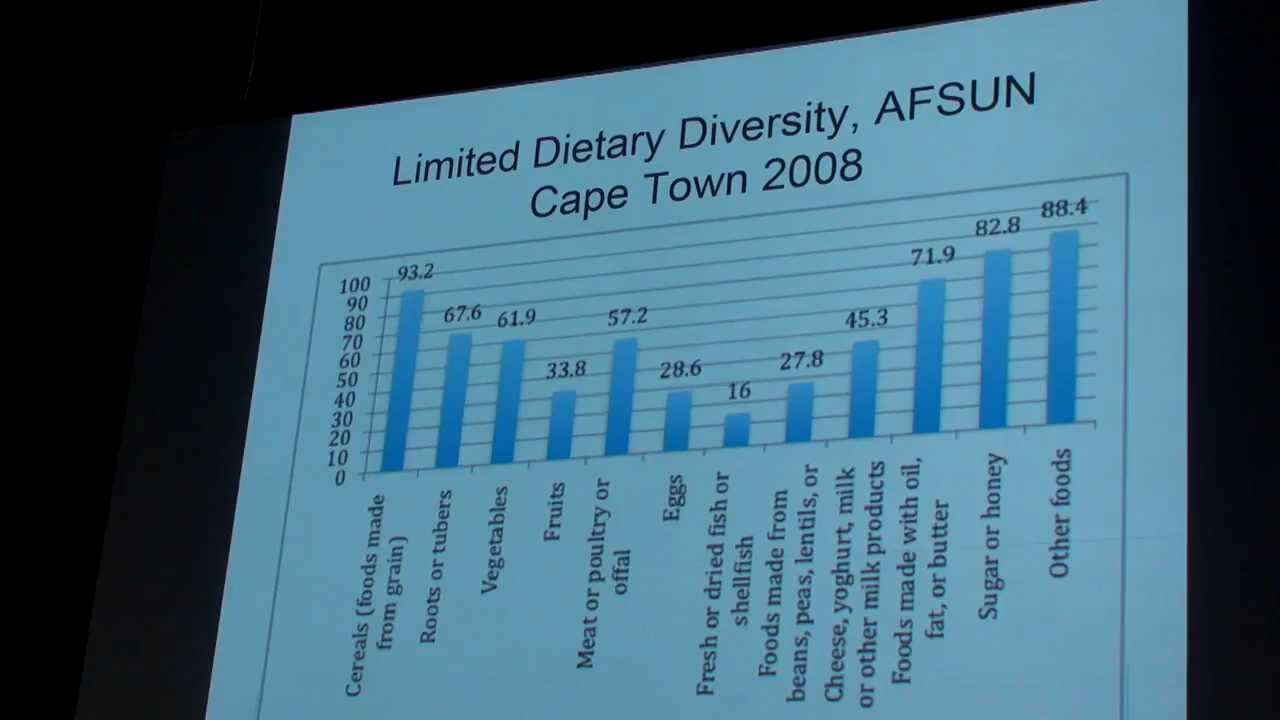 Limited Dietary Diversity, AFSUN
Cape Town 2008
100
90
80
70
60
50
40
30
20
10
0
93.2
67.6
61.9
33.8
57.2
28.6
16
27.8
45.3
71.9
82.8
88.4
Cereals (foods made
from grain)
Roots or tubers
Vegetables
Fruits
Meat or poultry or
offal
Eggs
Fresh or dried fish or
shellfish
Foods made from
beans, peas, lentils, or
Cheese, yoghurt, milk
or other milk products
Foods made with oil,
fat, or butter
Sugar or honey
Other foods